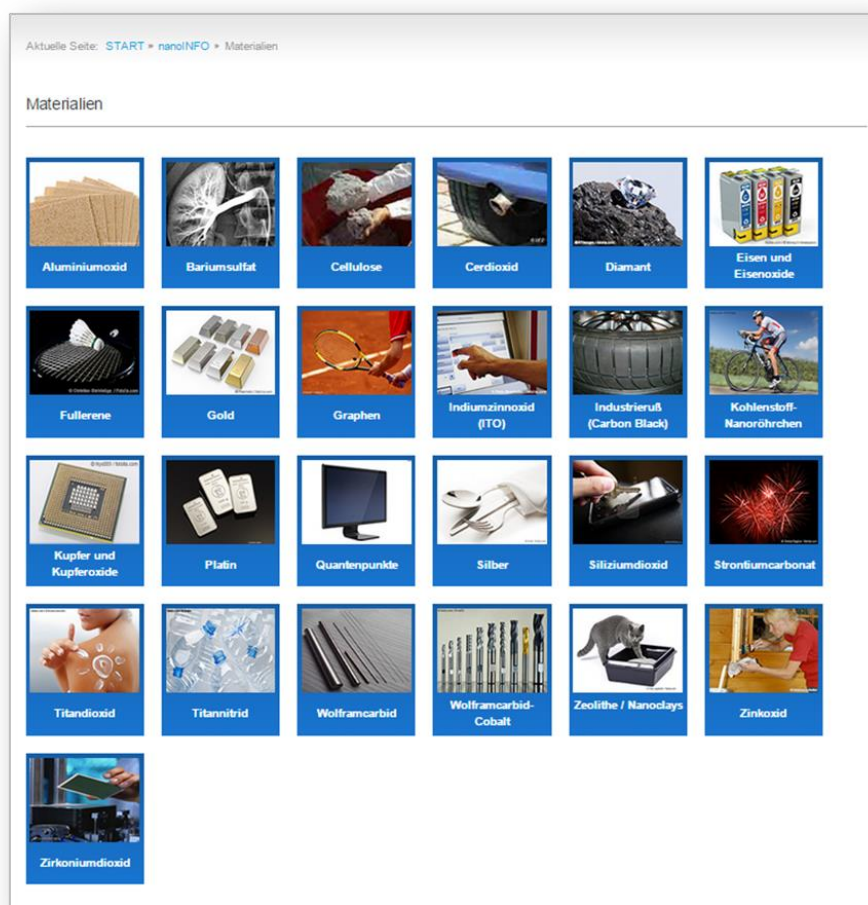 Aktuelle Seite: START » nanoINFO » Materialien
Materialien
Aluminiumoxid
Bariumsulfat
Cellulose
Cerdioxid
Diamant
Eisen und
Eisenoxide
Fullerene
Gold
Graphen
Indiumzinnoxid
(ITO)
Industrieruß
(Carbon Black)
Kohlenstoff-
Nanoröhrchen
Kupfer und
Kupferoxide
Platin
Quantenpunkte
Silber
Siliziumdioxid
Strontiumcarbonat
Titandioxid
Titannitrid
Wolframcarbid
Wolframcarbid-
Cobalt
Zeolithe / Nanoclays
Zinkoxid
Zirkoniumdioxid